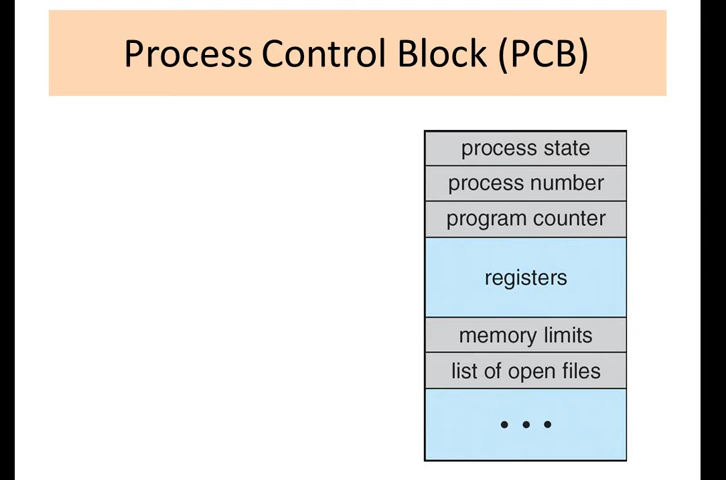 Process Control Block (PCB)
process state
process number
program counter
registers
memory limits
list of open files
• • •